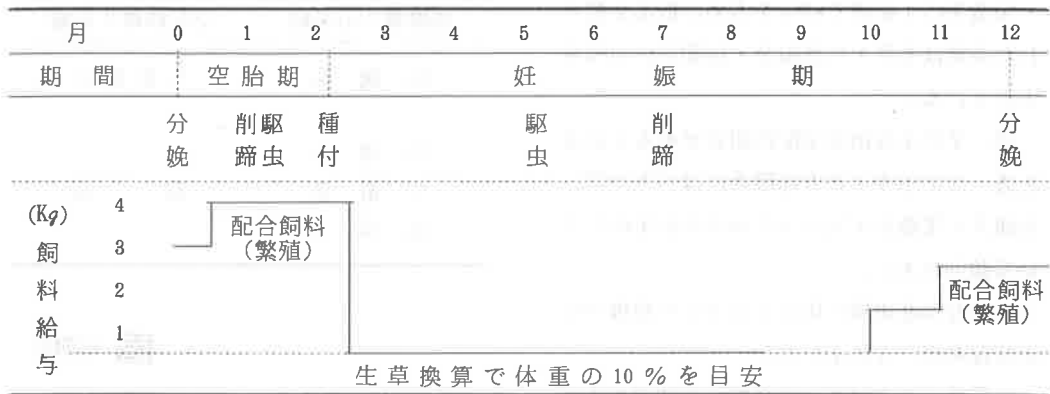 月 0 1 2 3 4 5 6 7 8 9 10 11 12
期間 空胎期 妊娠期
分娩 削蹄 駆虫 種付 駆虫 削蹄 分娩
(Kg)
飼料給与
4
3
2
1
配合飼料
(繁殖)
配合飼料
(繁殖)
生草換算で体重の10%を目安